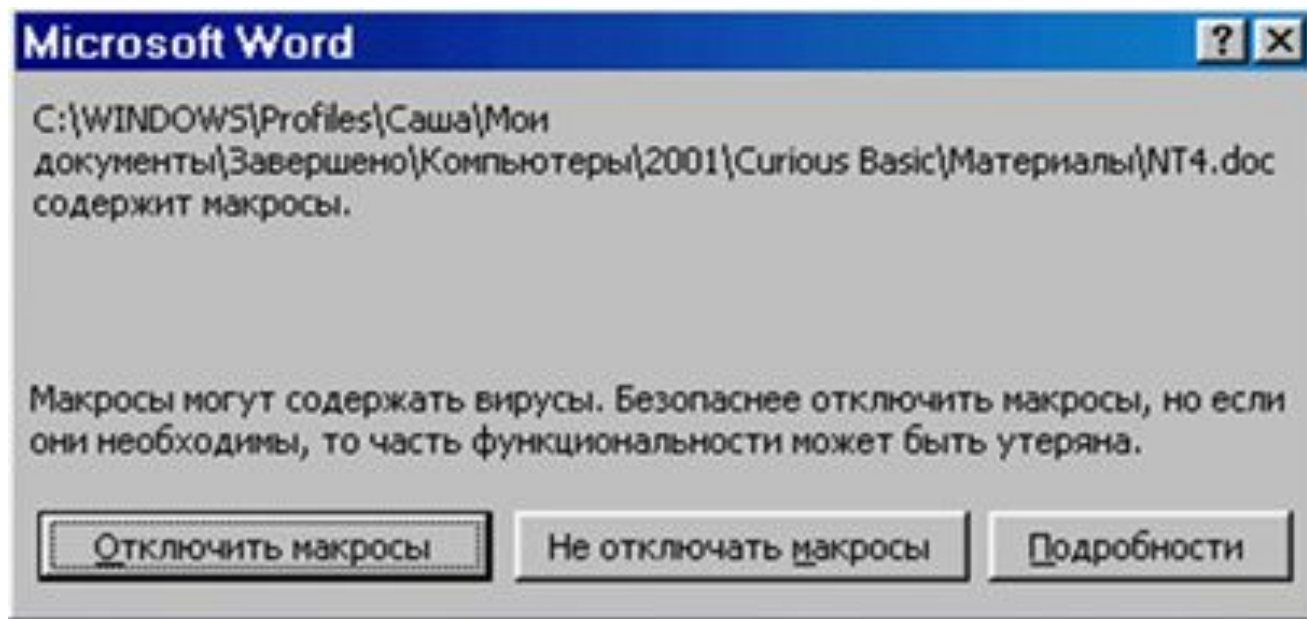 Microsoft Word
C:\WINDOWS\Profiles\Саша\Мои
документы\Завершено\Компьютеры\2001\Curious Basic\Материалы\NT4.doc
содержит макросы.
Макросы могут содержать вирусы. Безопаснее отключить макросы, но если
они необходимы, то часть функциональности может быть утеряна.
Отключить макросы Не отключать макросы Подробности